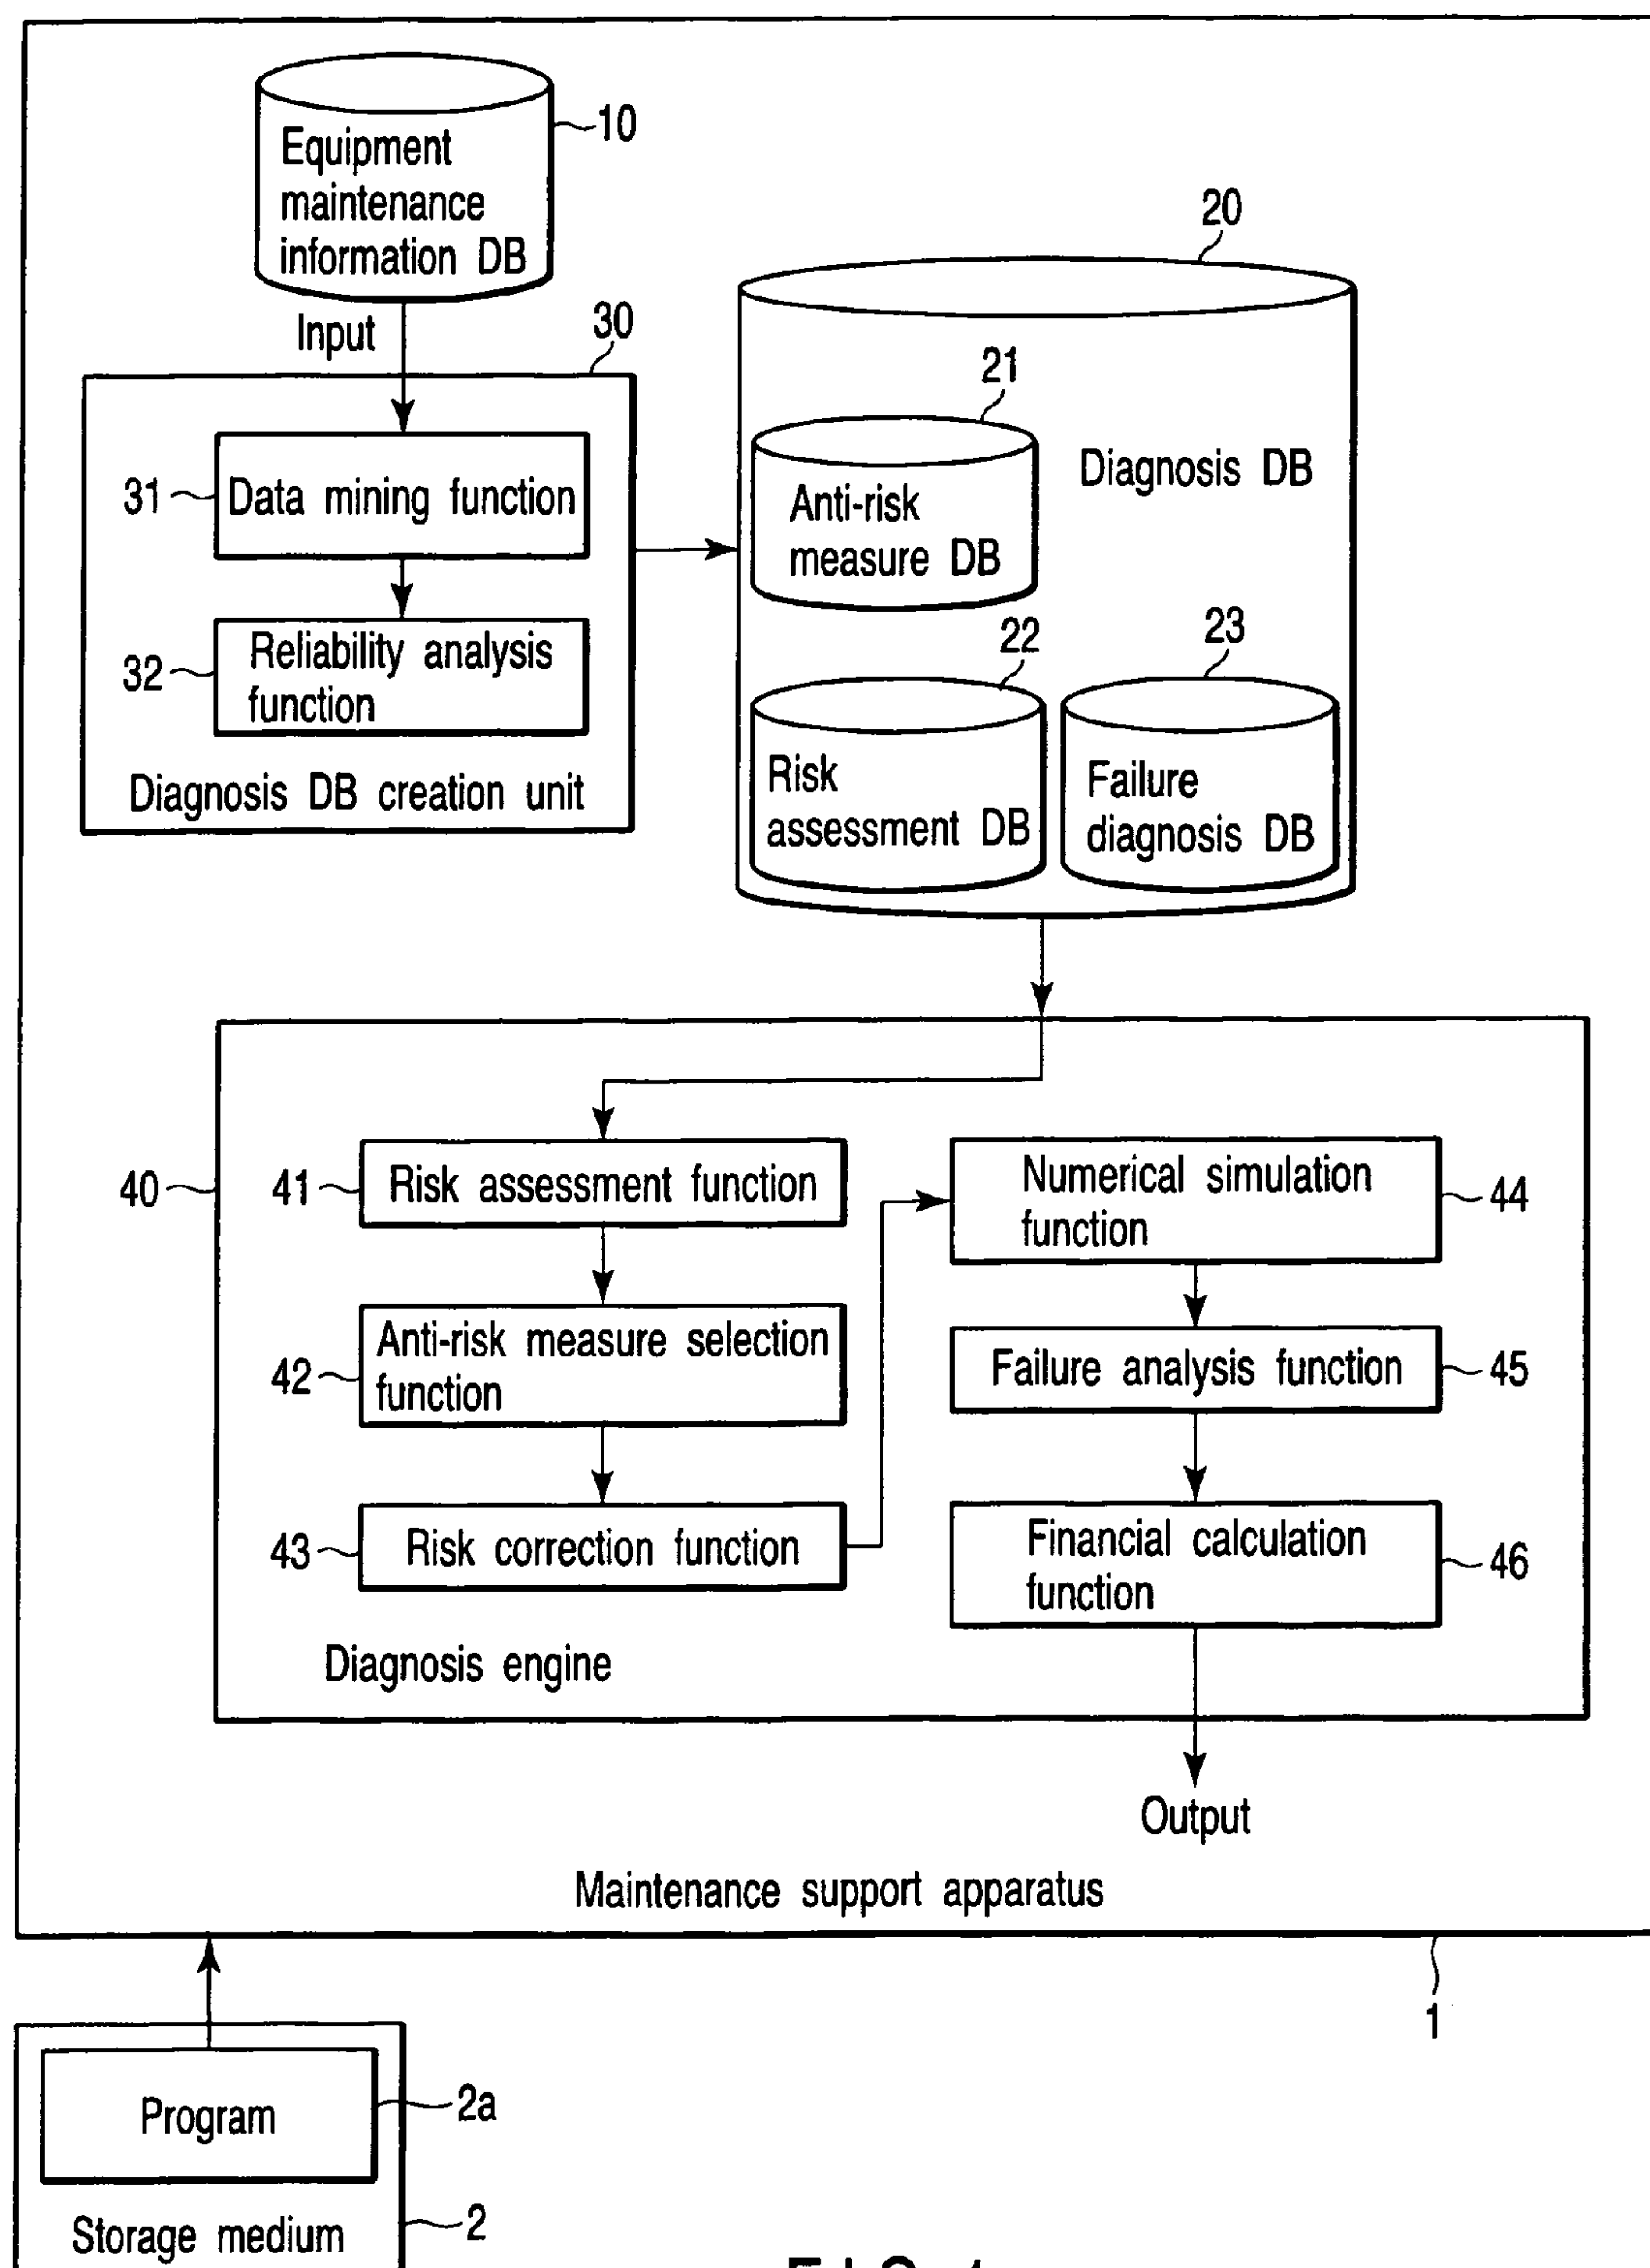 10
Equipment
maintenance
information DB
Input
20
30
21
Diagnosis DB
31
Data mining function
Anti-risk
measure DB
32
Reliability analysis
function
22
23
Risk
assessment DB
Failure
diagnosis DB
Diagnosis DB creation unit
40
41
Risk assessment function
Numerical simulation
function
44
42
Anti-risk measure selection
function
Failure analysis function
45
43
Risk correction function
Financial calculation
function
46
Diagnosis engine
Output
Maintenance support apparatus
1
Program
2a
Storage medium
2